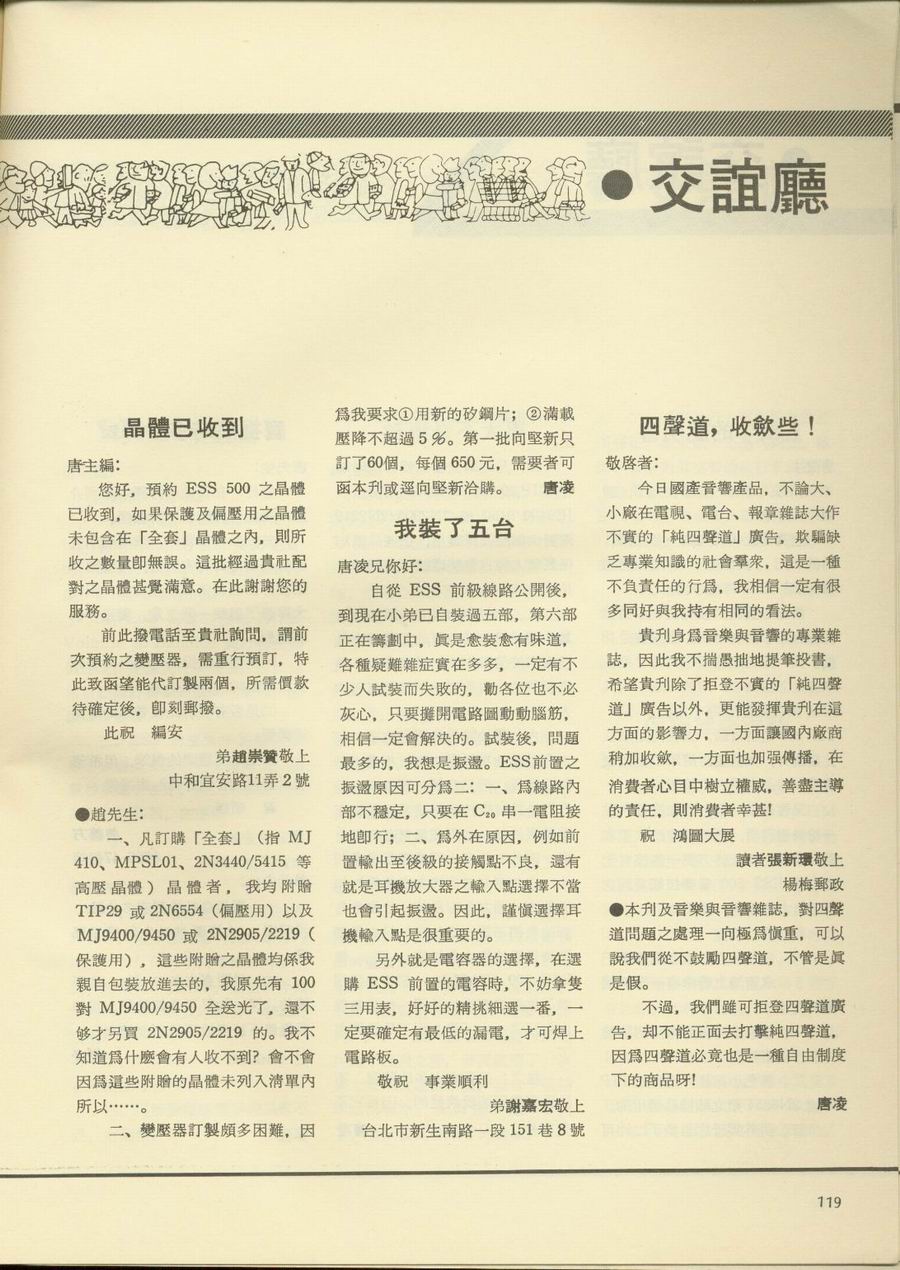 ●交誼廳
晶體已收到
唐主編：
您好，預約 ESS 500 之晶體
已收到，如果保護及偏壓用之晶體
未包含在「全套」晶體之內，則所
收之數量卽無誤。這批經過貴社配
對之晶體甚覺滿意。在此謝謝您的
服務。
前此撥電話至貴社詢問，謂前
次預約之變壓器，需重行預訂，特
此致函望能代訂製兩個，所需價款
待確定後，卽刻郵撥。
此祝　編安
弟趙崇贊敬上
中和宜安路11弄2號
●趙先生：
一、凡訂購「全套」（指 MJ
410、MPSL01、2N3440/5415 等
高壓晶體）晶體者，我均附贈
TIP29 或 2N6554（偏壓用）以及
MJ9400/9450 或 2N2905/2219（
保護用），這些附贈之晶體均係我
親自包裝放進去的，我原先有 100
對 MJ9400/9450 全送光了，還不
够才另買 2N2905/2219 的。我不
知道爲什麼會有人收不到？會不會
因爲這些附贈的晶體未列入清單內
所以……。
二、變壓器訂製頗多困難，因
爲我要求①用新的矽鋼片；②滿載
壓降不超過5％。第一批向堅新只
訂了60個，每個 650 元，需要者可
函本刋或逕向堅新洽購。　唐凌
我裝了五台
唐凌兄你好：
自從 ESS 前級線路公開後，
到現在小弟已自裝過五部，第六部
正在籌劃中，眞是愈裝愈有味道，
各種疑難雜症實在多多，一定有不
少人試裝而失敗的，勸各位也不必
灰心，只要攤開電路圖動動腦筋，
相信一定會解決的。試裝後，問題
最多的，我想是振盪。ESS前置之
振盪原因可分爲二：一、爲線路內
部不穩定，只要在 C₂₀ 串一電阻接
地卽行；二、爲外在原因，例如前
置輸出至後級的接觸點不良，還有
就是耳機放大器之輸入點選擇不當
也會引起振盪。因此，謹愼選擇耳
機輸入點是很重要的。
另外就是電容器的選擇，在選
購 ESS 前置的電容時，不妨拿隻
三用表，好好的精挑細選一番，一
定要確定有最低的漏電，才可焊上
電路板。
敬祝　事業順利
弟謝嘉宏敬上
台北市新生南路一段 151 巷 8 號
四聲道，收歛些！
敬啓者：
今日國產音響產品，不論大、
小廠在電視、電台、報章雜誌大作
不實的「純四聲道」廣告，欺騙缺
乏專業知識的社會羣衆，這是一種
不負責任的行爲，我相信一定有很
多同好與我持有相同的看法。
貴刋身爲音樂與音響的專業雜
誌，因此我不揣愚拙地提筆投書，
希望貴刋除了拒登不實的「純四聲
道」廣告以外，更能發揮貴刋在這
方面的影響力，一方面讓國內廠商
稍加收歛，一方面也加强傳播，在
消費者心目中樹立權威，善盡主導
的責任，則消費者幸甚！
祝　鴻圖大展
讀者張新環敬上
楊梅郵政
●本刋及音樂與音響雜誌，對四聲
道問題之處理一向極爲愼重，可以
說我們從不鼓勵四聲道，不管是眞
是假。
不過，我們雖可拒登四聲道廣
告，却不能正面去打擊純四聲道，
因爲四聲道必竟也是一種自由制度
下的商品呀！
唐凌
119